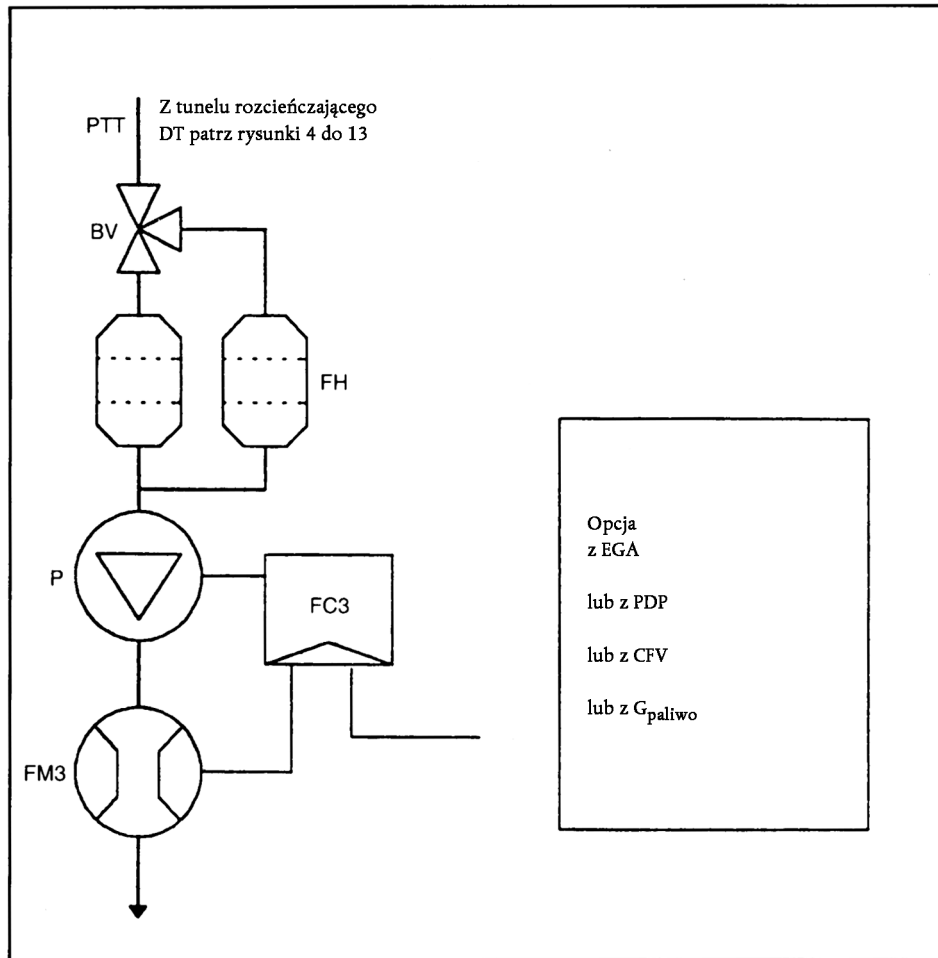 Z tunelu rozcieńczającego
PTT
DT patrz rysunki 4 do 13
BV
FH
Opcja
z EGA
P
FC3
lub z PDP
lub z CFV
lub z Gpaliwo
FM3